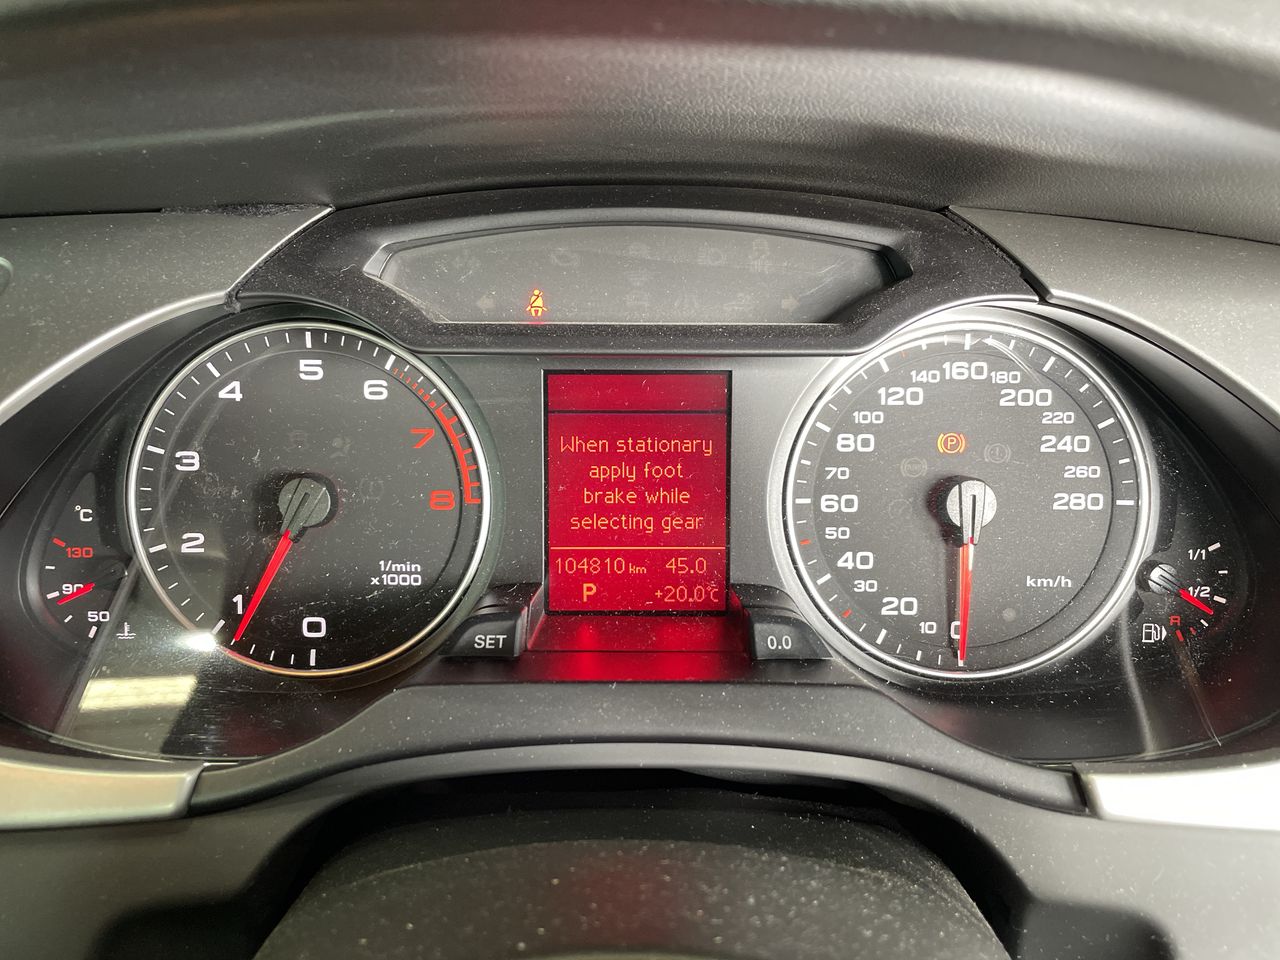 5
4
6
3
7
2
8
1
0
1/min
x1000
°C
130
90
50
When stationary
apply foot
brake while
selecting gear
104810 km 45.0
P +20.0°C
SET
0.0
140 160 180
120 200
100 220
80 (P) 240
70 260
60 280
50
40
30 km/h
20
10 0
1/1
1/2
R